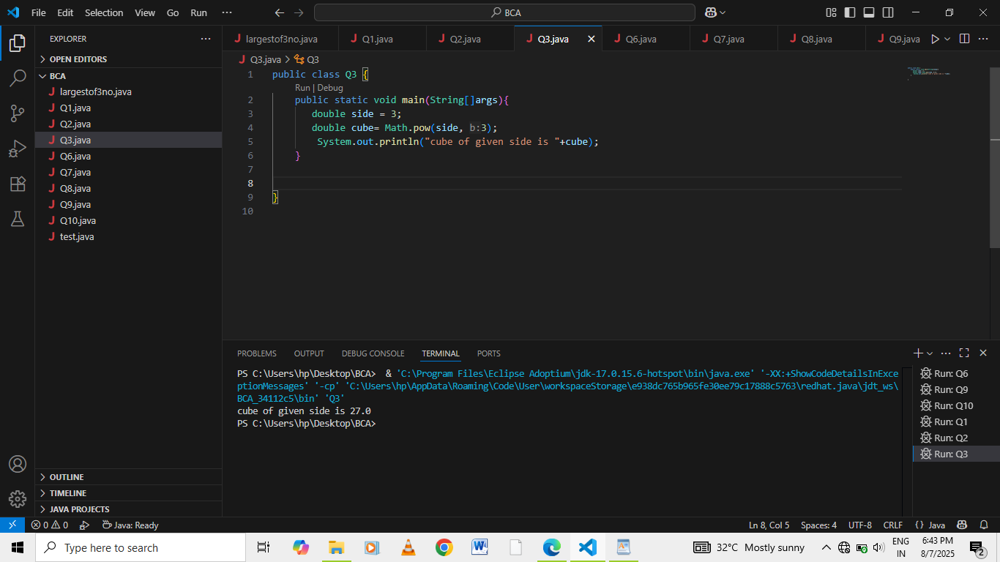 File Edit Selection View Go Run ··· BCA
EXPLORER ···
OPEN EDITORS
BCA
J largestof3no.java
J Q1.java
J Q2.java
J Q3.java
J Q6.java
J Q7.java
J Q8.java
J Q9.java
J Q10.java
J test.java
OUTLINE
TIMELINE
JAVA PROJECTS
J largestof3no.java J Q1.java J Q2.java J Q3.java J Q6.java J Q7.java J Q8.java J Q9.java ···
J Q3.java > Q3
1 public class Q3 {
Run | Debug
2 public static void main(String[]args){
3 double side = 3;
4 double cube= Math.pow(side, b:3);
5 System.out.println("cube of given side is "+cube);
6 }
7
8
9 }
10
PROBLEMS OUTPUT DEBUG CONSOLE TERMINAL PORTS
PS C:\Users\hp\Desktop\BCA> & 'C:\Program Files\Eclipse Adoptium\jdk-17.0.15.6-hotspot\bin\java.exe' '-XX:+ShowCodeDetailsInExce
ptionMessages' '-cp' 'C:\Users\hp\AppData\Roaming\Code\User\workspaceStorage\e938dc765b965fe30ee79c17888c5763\redhat.java\jdt_ws\
BCA_34112c5\bin' 'Q3'
cube of given side is 27.0
PS C:\Users\hp\Desktop\BCA>
Run: Q6
Run: Q9
Run: Q10
Run: Q1
Run: Q2
Run: Q3
0 0 Java: Ready Ln 8, Col 5 Spaces: 4 UTF-8 CRLF {} Java
Type here to search 32°C Mostly sunny ENG IN 6:43 PM 8/7/2025 2